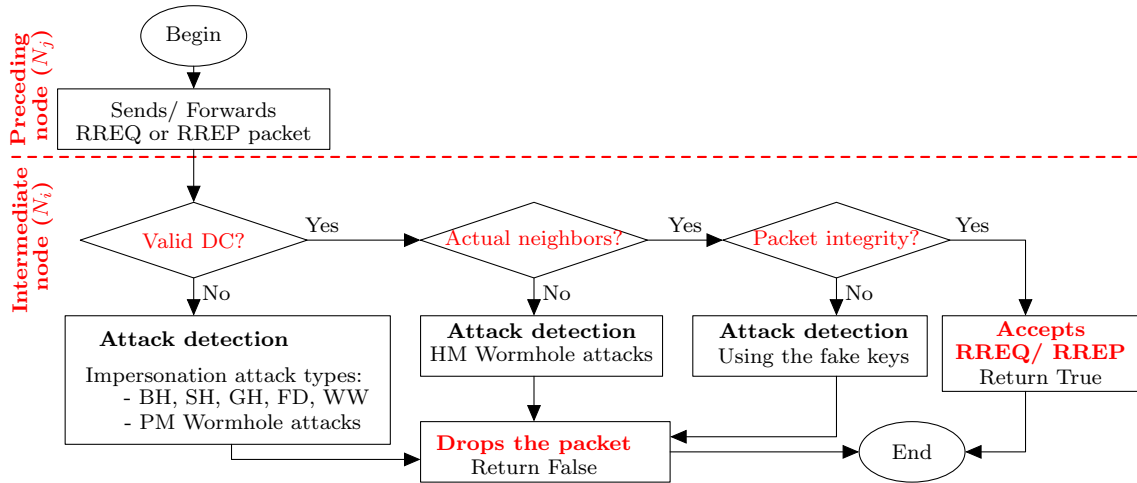 Preceding
node (Nj)
Begin
Sends/ Forwards
RREQ or RREP packet
Intermediate
node (Ni)
Valid DC?
Yes
Actual neighbors?
Yes
Packet integrity?
Yes
No
No
No
Attack detection
Impersonation attack types:
- BH, SH, GH, FD, WW
- PM Wormhole attacks
Attack detection
HM Wormhole attacks
Attack detection
Using the fake keys
Accepts
RREQ/ RREP
Return True
Drops the packet
Return False
End